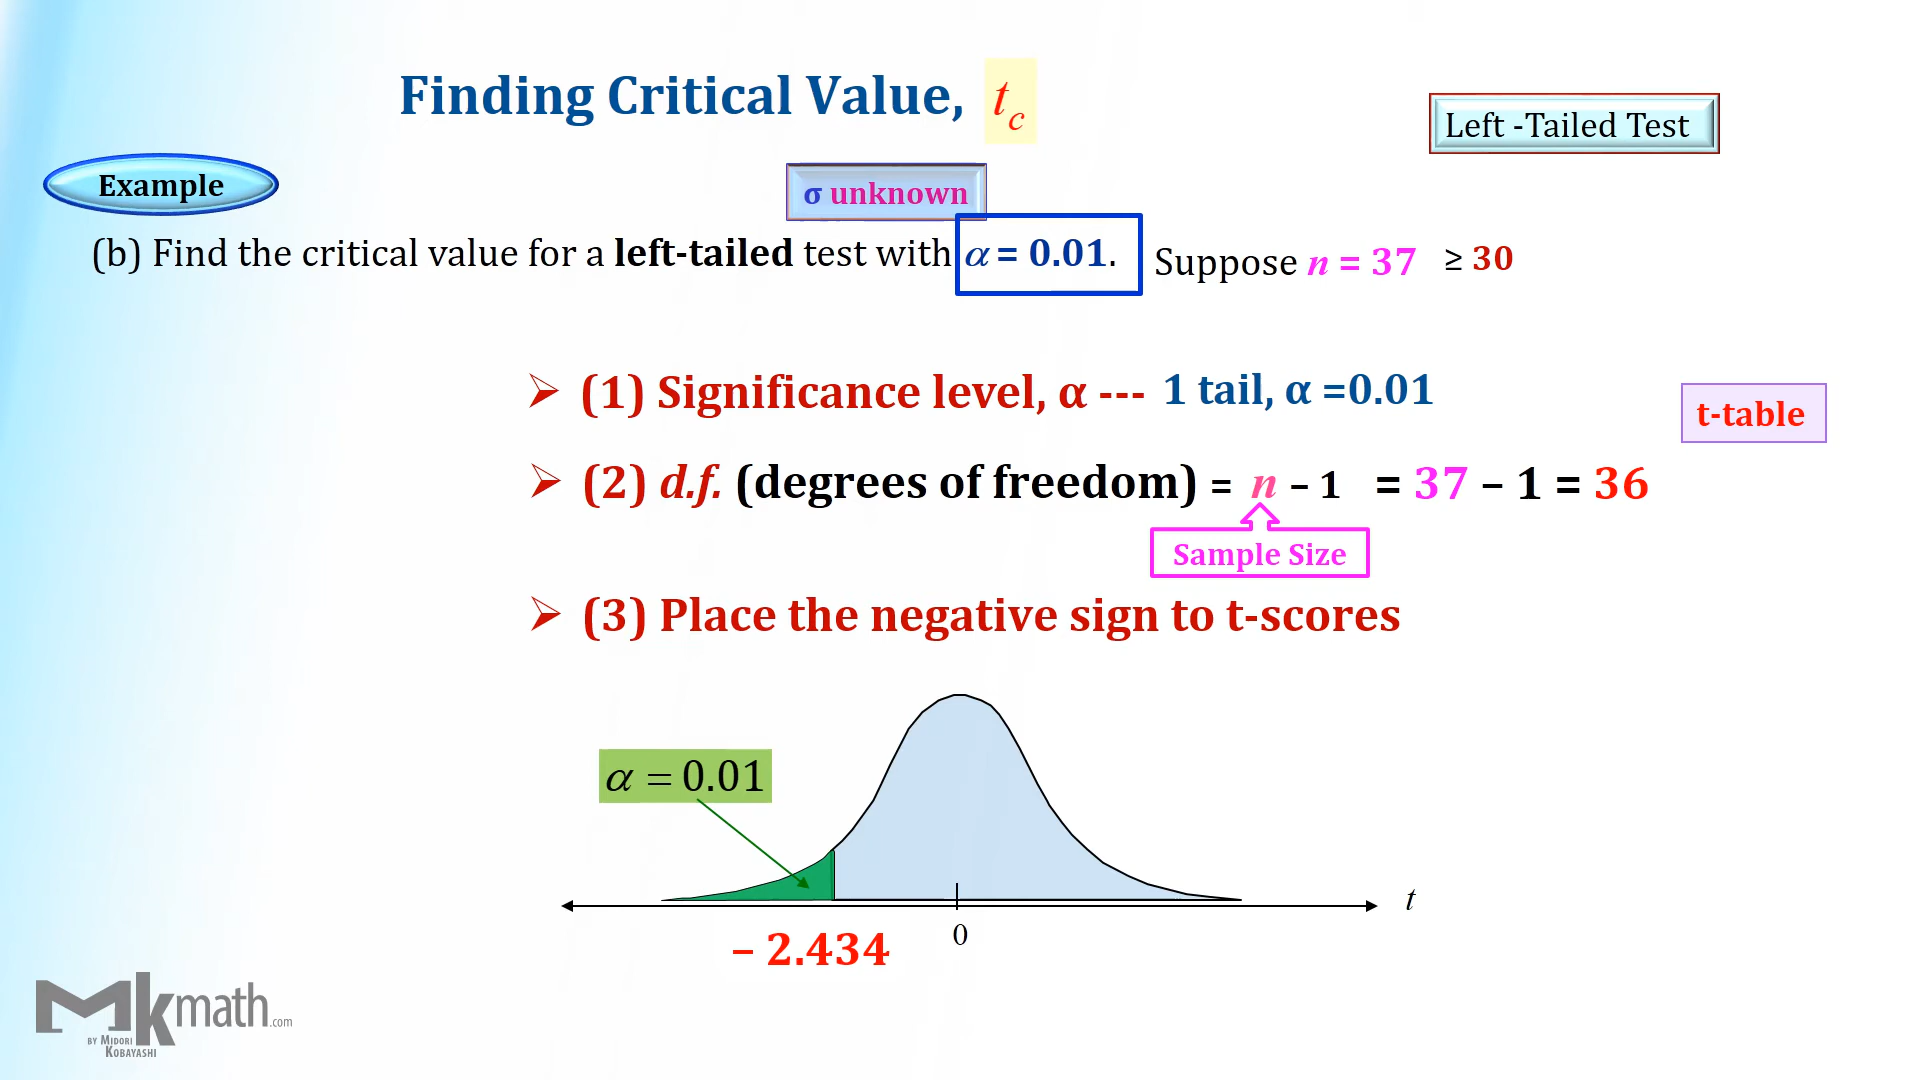 Finding Critical Value, tc
Left -Tailed Test
Example
σ unknown
(b) Find the critical value for a left-tailed test with α = 0.01. Suppose n = 37 ≥ 30
➢ (1) Significance level, α --- 1 tail, α =0.01
t-table
➢ (2) d.f. (degrees of freedom) = n – 1 = 37 – 1 = 36
Sample Size
➢ (3) Place the negative sign to t-scores
α = 0.01
t
0
– 2.434
Mkmath.com
BY MIDORI
KOBAYASHI